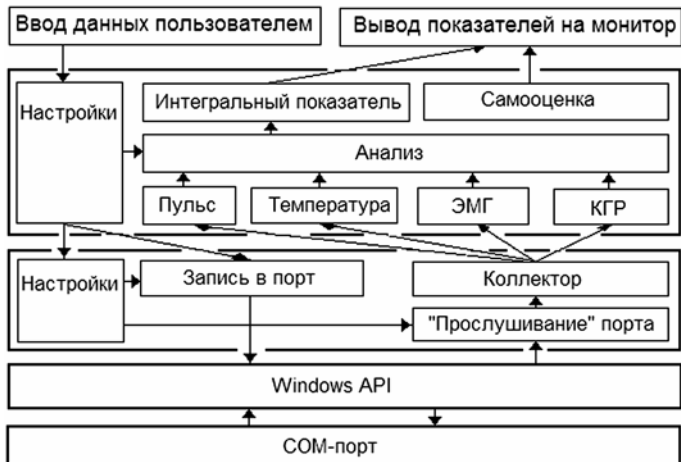 Ввод данных пользователем
Вывод показателей на монитор
Настройки
Интегральный показатель
Самооценка
Анализ
Пульс
Температура
ЭМГ
КГР
Настройки
Запись в порт
Коллектор
"Прослушивание" порта
Windows API
COM-порт